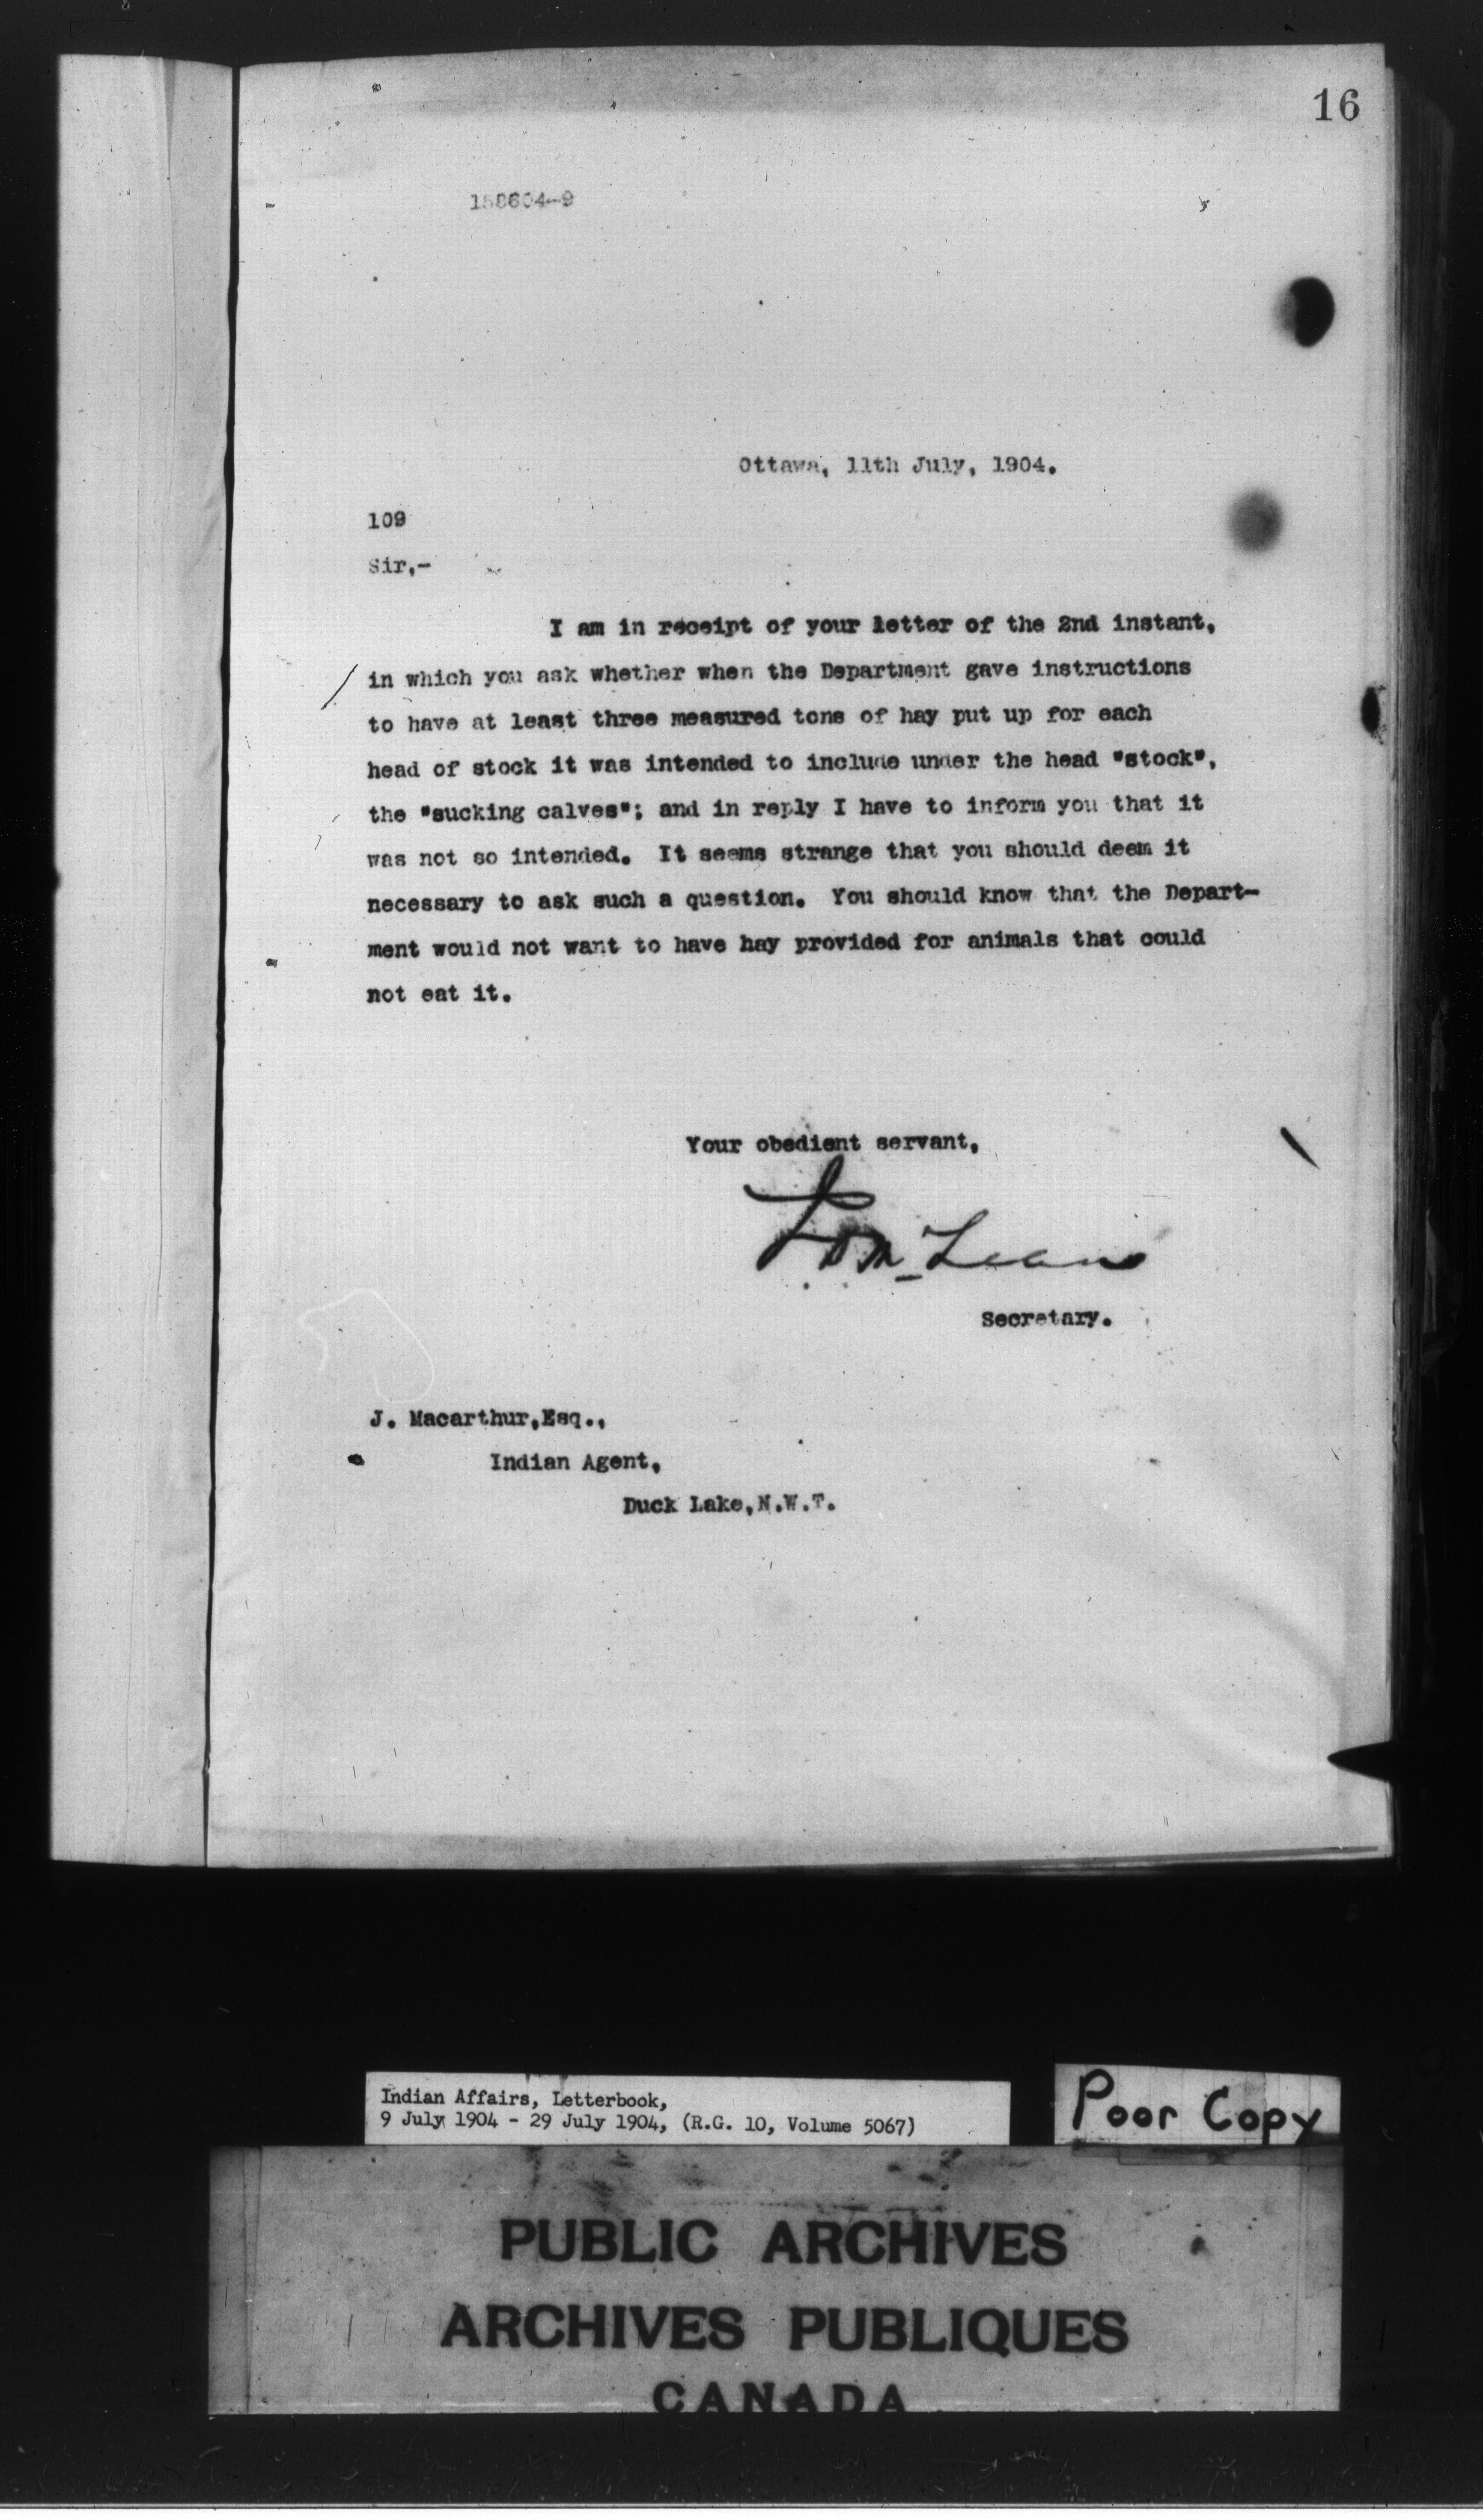 16
158604-9
Ottawa, 11th July, 1904.
109
Sir,-
I am in receipt of your letter of the 2nd instant,
in which you ask whether when the Department gave instructions
to have at least three measured tons of hay put up for each
head of stock it was intended to include under the head "stock",
the "sucking calves"; and in reply I have to inform you that it
was not so intended. It seems strange that you should deem it
necessary to ask such a question. You should know that the Depart-
ment would not want to have hay provided for animals that could
not eat it.
Your obedient servant,
Secretary.
J. Macarthur,Esq.,
Indian Agent,
Duck Lake,N.W.T.
Indian Affairs, Letterbook,
9 July 1904 - 29 July 1904, (R.G. 10, Volume 5067)
Poor Copy
PUBLIC ARCHIVES
ARCHIVES PUBLIQUES
CANADA